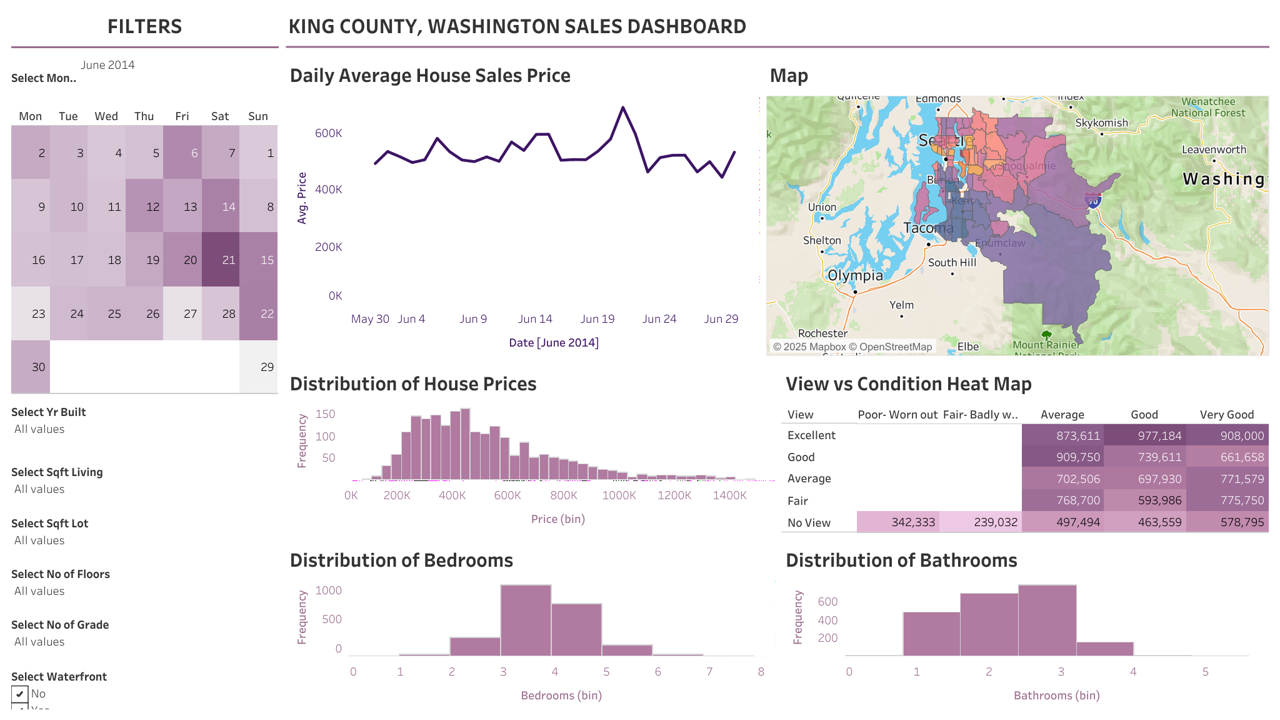 FILTERS
KING COUNTY, WASHINGTON SALES DASHBOARD
June 2014
Select Mon..
Mon Tue Wed Thu Fri Sat Sun
2 3 4 5 6 7 1
9 10 11 12 13 14 8
16 17 18 19 20 21 15
23 24 25 26 27 28 22
30 29
Select Yr Built
All values
Select Sqft Living
All values
Select Sqft Lot
All values
Select No of Floors
All values
Select No of Grade
All values
Select Waterfront
No
Daily Average House Sales Price
Avg. Price
600K
400K
200K
0K
May 30 Jun 4 Jun 9 Jun 14 Jun 19 Jun 24 Jun 29
Date [June 2014]
Map
Edmonds
Skykomish
Wenatchee
National Forest
Leavenworth
Washing
Snoqualmie
Union
Kent
70
Tacoma
Enumclaw
Shelton
South Hill
Olympia
Yelm
Rochester
Elbe
Mount Rainier
© 2025 Mapbox © OpenStreetMap
Distribution of House Prices
Frequency
150
100
50
0K 200K 400K 600K 800K 1000K 1200K 1400K
Price (bin)
View vs Condition Heat Map
View Poor- Worn out Fair- Badly w.. Average Good Very Good
Excellent 873,611 977,184 908,000
Good 909,750 739,611 661,658
Average 702,506 697,930 771,579
Fair 768,700 593,986 775,750
No View 342,333 239,032 497,494 463,559 578,795
Distribution of Bedrooms
Frequency
1000
500
0
0 1 2 3 4 5 6 7 8
Bedrooms (bin)
Distribution of Bathrooms
Frequency
600
400
200
0 1 2 3 4 5
Bathrooms (bin)